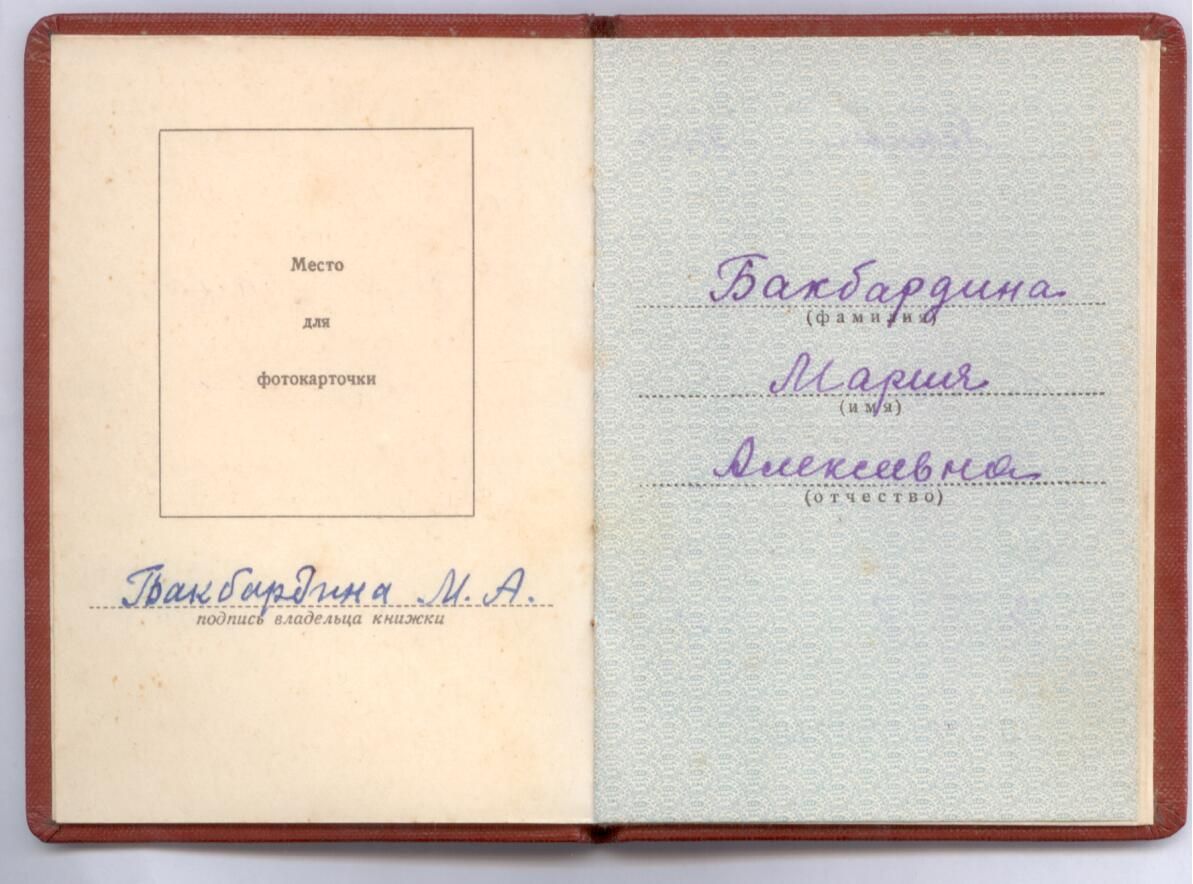 Место
для
фотокарточки
Бакбардина М. А.
подпись владельца книжки
Бакбардина
(фамилия)
Мария
(имя)
Алексеевна
(отчество)